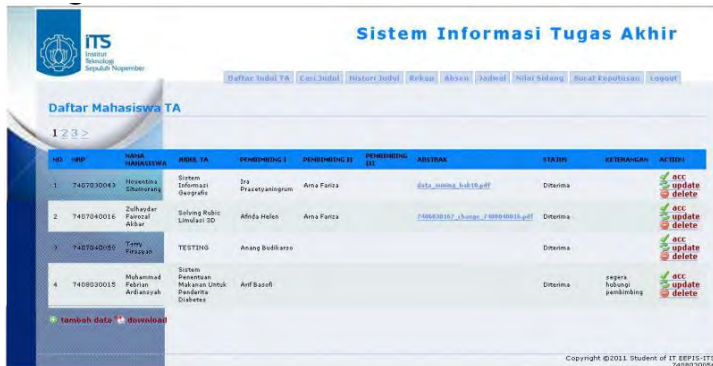 iTS
Institut
Teknologi
Sepuluh Nopember
Sistem Informasi Tugas Akhir
Daftar Judul TA Cari Judul Histori Judul Rekap Absen Jadwal Nilai Sidang Surat Keputusan Logout
Daftar Mahasiswa TA
1 2 3 >
NO NRP NAMA MAHASISWA JUDUL TA PEMBIMBING I PEMBIMBING II PEMBIMBING III ABSTRAK STATUS KETERANGAN ACTION
1 7407030043 Hosentina Situmorang Sistem Informasi Geografis Ira Prasetyaningrum Arna Fariza data_mining_bab10.pdf Diterima acc update delete
2 7407040016 Zulhaydar Fairozal Akbar Solving Rubic Limulasi 3D Afrida Helen Arna Fariza Diterima acc update delete
3 7407040059 TESTING Anang Budikarso Diterima acc update delete
4 7408030015 Muhammad Febrian Ardiansyah Sistem Penentuan Makanan Untuk Penderita Diabetes Arif Basofi Diterima segera hubungi pembimbing acc update delete
tambah data download
Copyright ©2011 Student of IT EEPIS-ITS